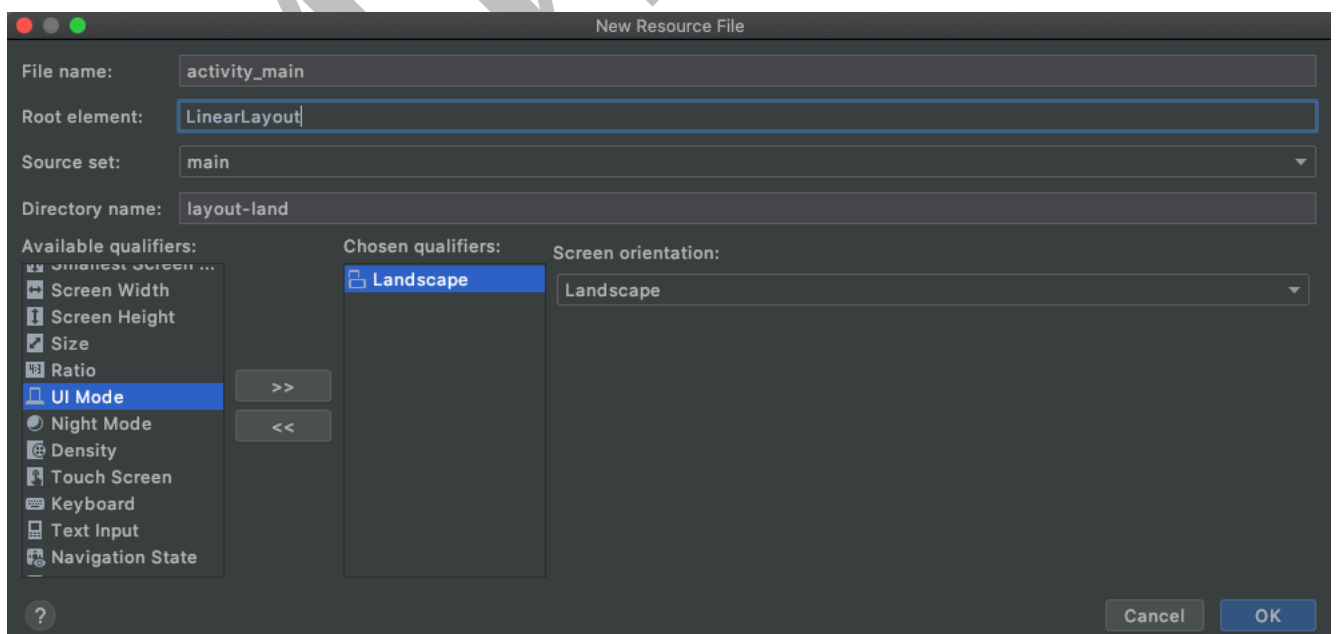 New Resource File
File name: activity_main
Root element: LinearLayout
Source set: main
Directory name: layout-land
Available qualifiers:
Smallest Screen ...
Screen Width
Screen Height
Size
Ratio
UI Mode
Night Mode
Density
Touch Screen
Keyboard
Text Input
Navigation State
>>
<<
Chosen qualifiers:
Landscape
Screen orientation:
Landscape
?
Cancel
OK